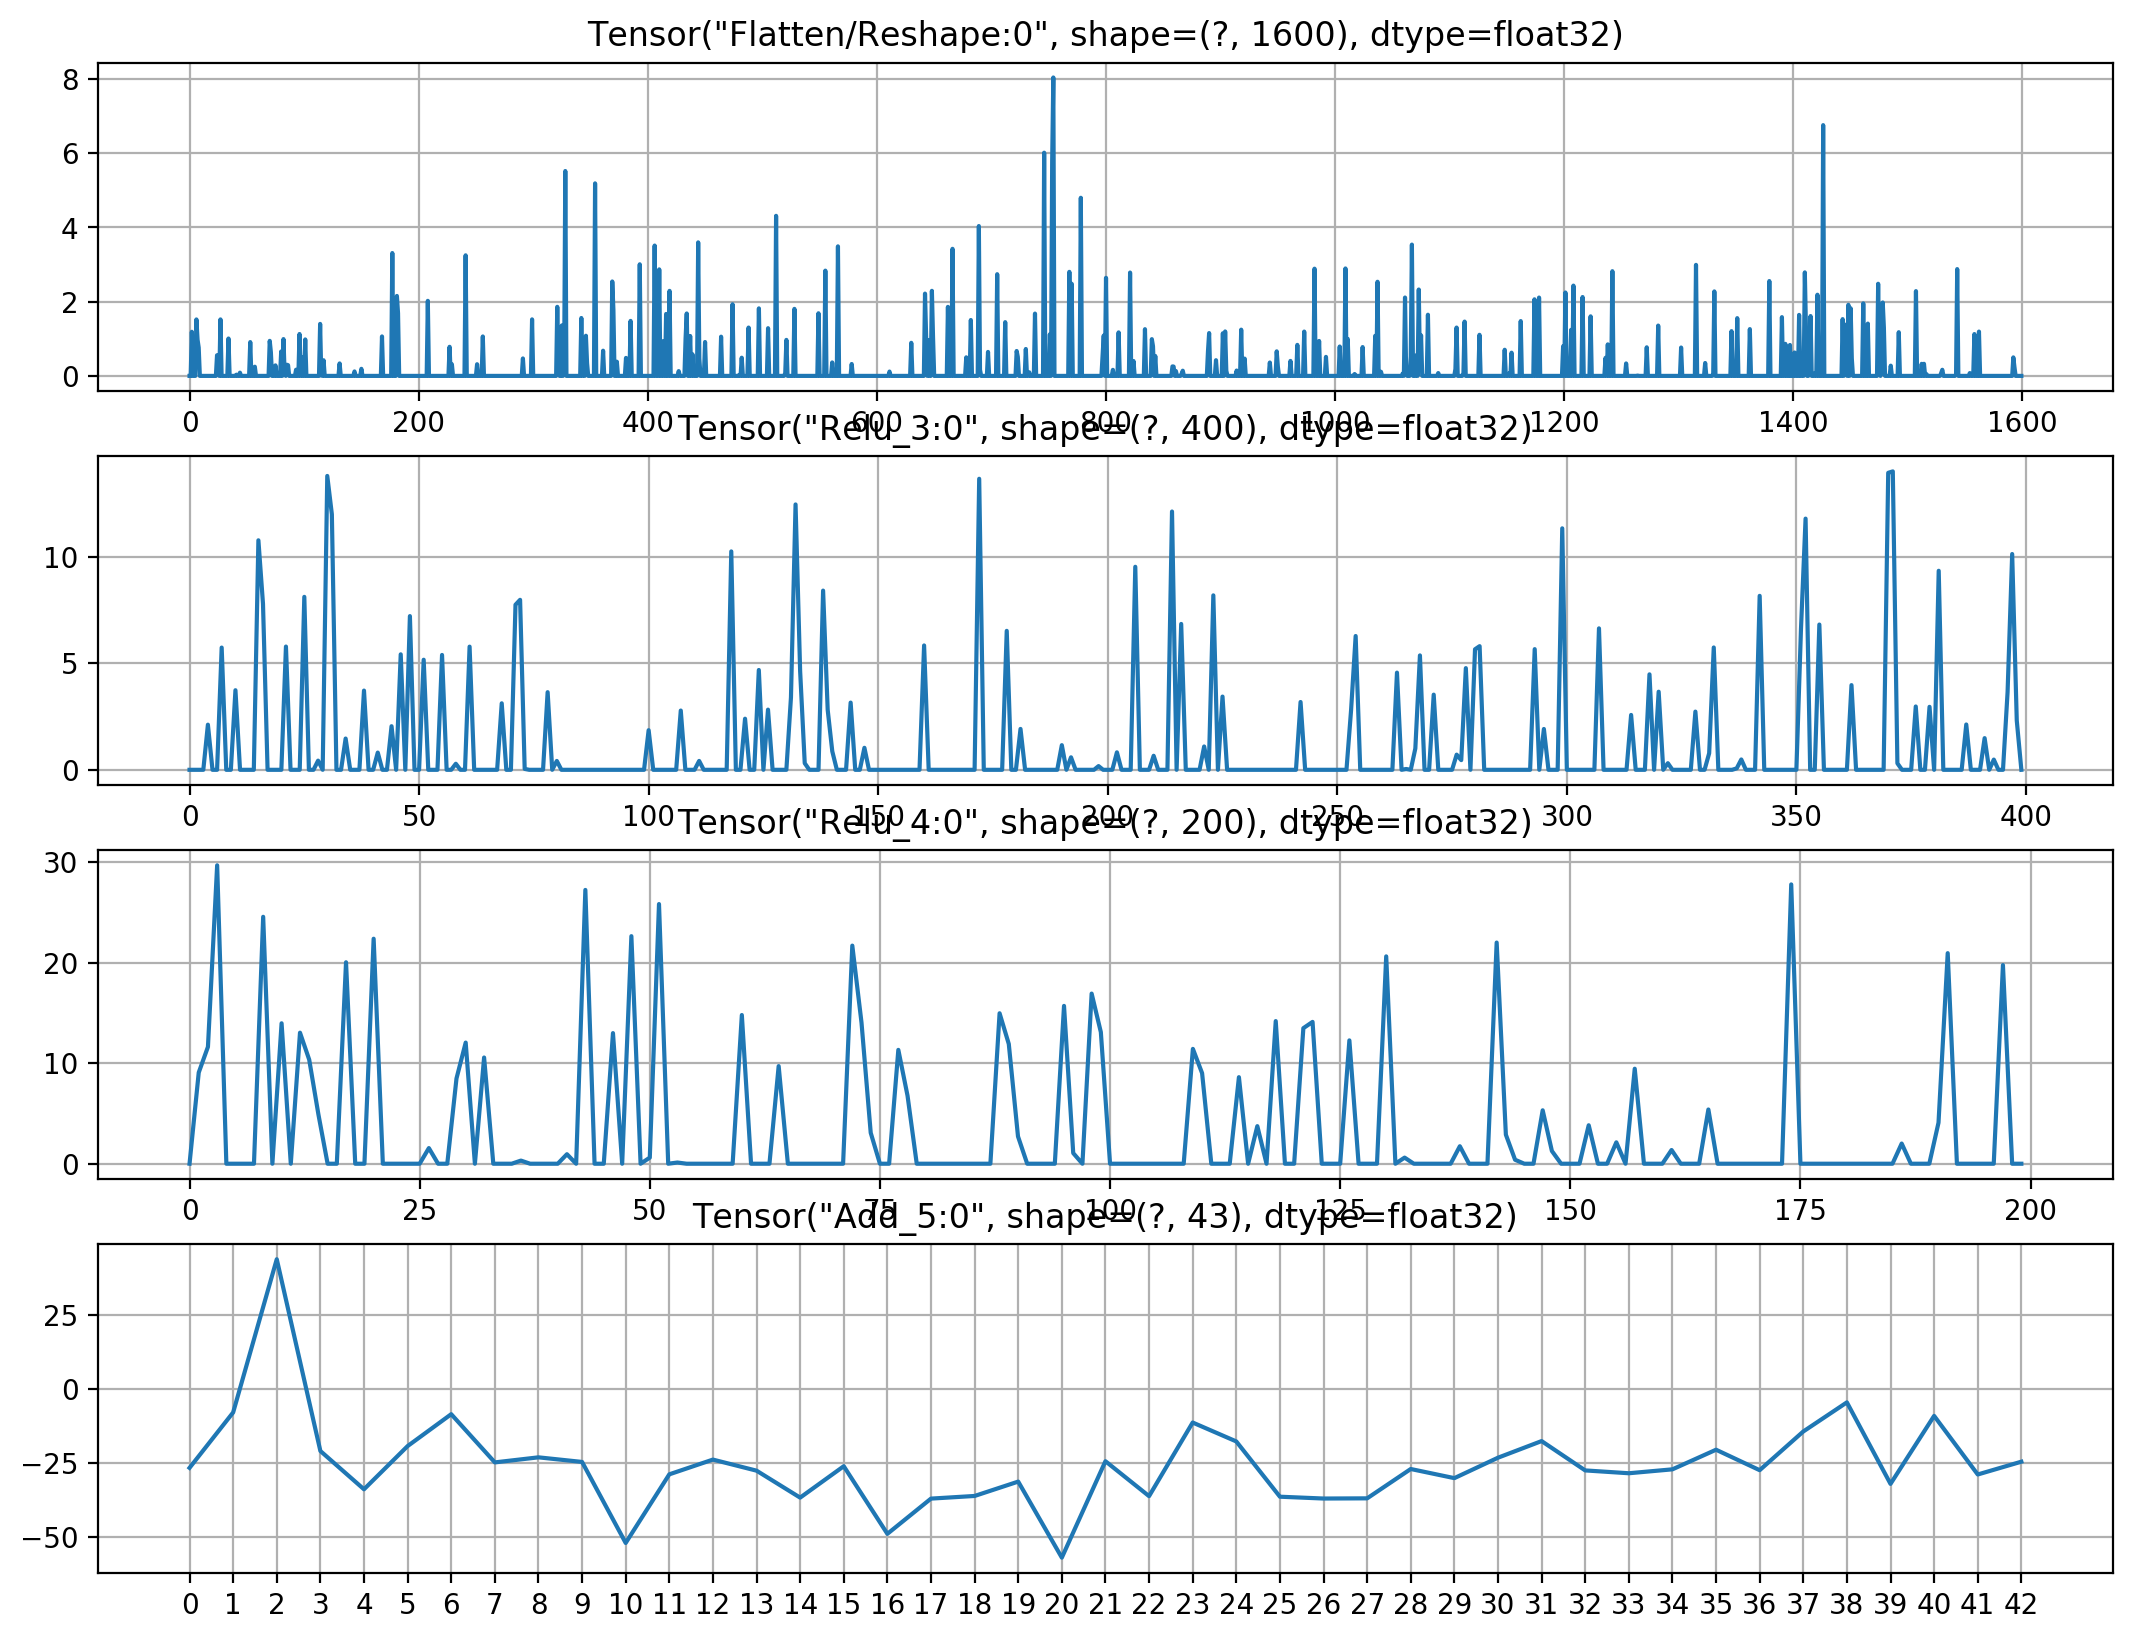 Tensor("Flatten/Reshape:0", shape=(?, 1600), dtype=float32)
8
6
4
2
0
0 200 400 600 800 1000 1200 1400 1600
Tensor("Relu_3:0", shape=(?, 400), dtype=float32)
10
5
0
0 50 100 150 200 250 300 350 400
Tensor("Relu_4:0", shape=(?, 200), dtype=float32)
30
20
10
0
0 25 50 75 100 125 150 175 200
Tensor("Add_5:0", shape=(?, 43), dtype=float32)
25
0
−25
−50
0 1 2 3 4 5 6 7 8 9 10 11 12 13 14 15 16 17 18 19 20 21 22 23 24 25 26 27 28 29 30 31 32 33 34 35 36 37 38 39 40 41 42